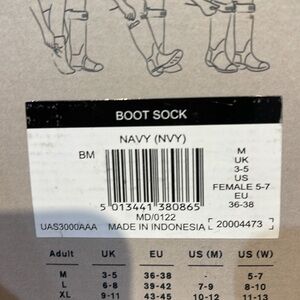 BOOT SOCK
NAVY (NVY)
BM
M
UK
3-5
US
FEMALE 5-7
EU
36-38
5 013441 380865
MD/0122
UAS3000AAA MADE IN INDONESIA 20004473
Adult UK EU US (M) US (W)
M 3-5 36-38 - 5-7
L 6-8 39-42 7-9 8-10
XL 9-11 43-45 10-12 11-13